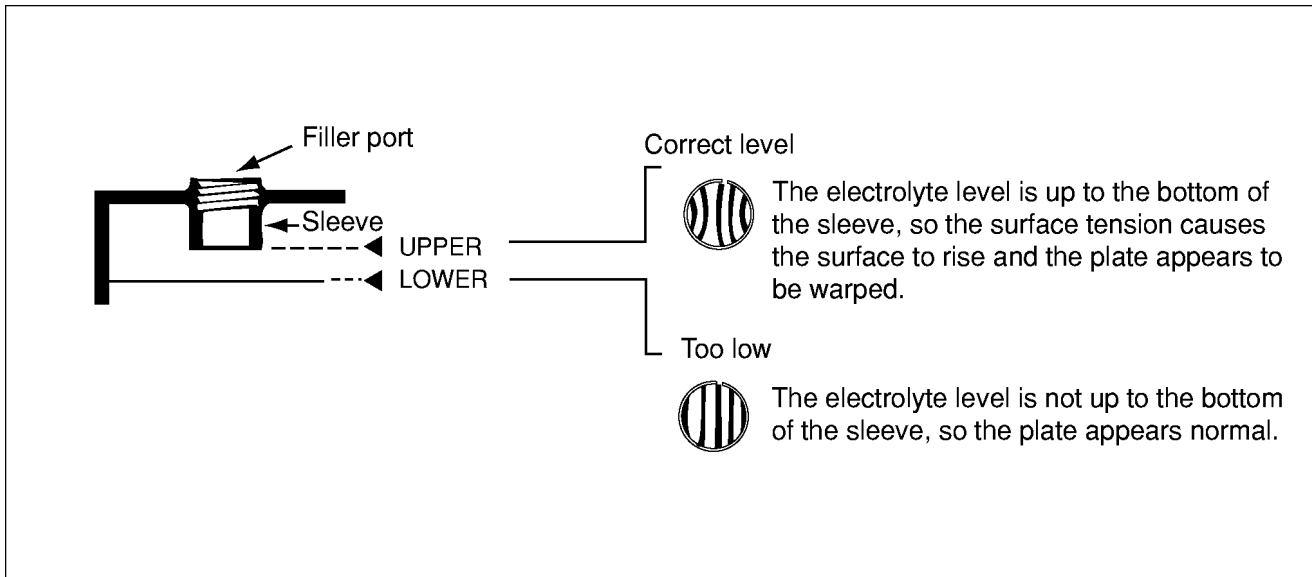 Filler port
Sleeve
UPPER
LOWER
Correct level
The electrolyte level is up to the bottom of
the sleeve, so the surface tension causes
the surface to rise and the plate appears to
be warped.
Too low
The electrolyte level is not up to the bottom
of the sleeve, so the plate appears normal.